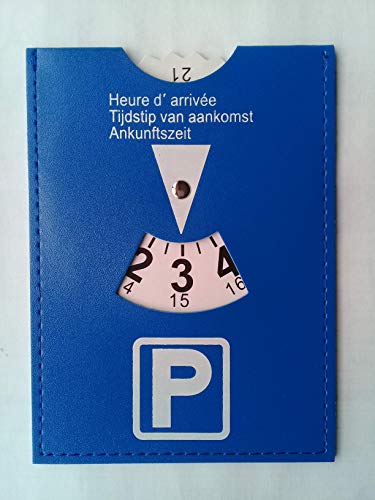 21
Heure d´ arrivée
Tijdstip van aankomst
Ankunftszeit
2 3 4
4 15 16
P